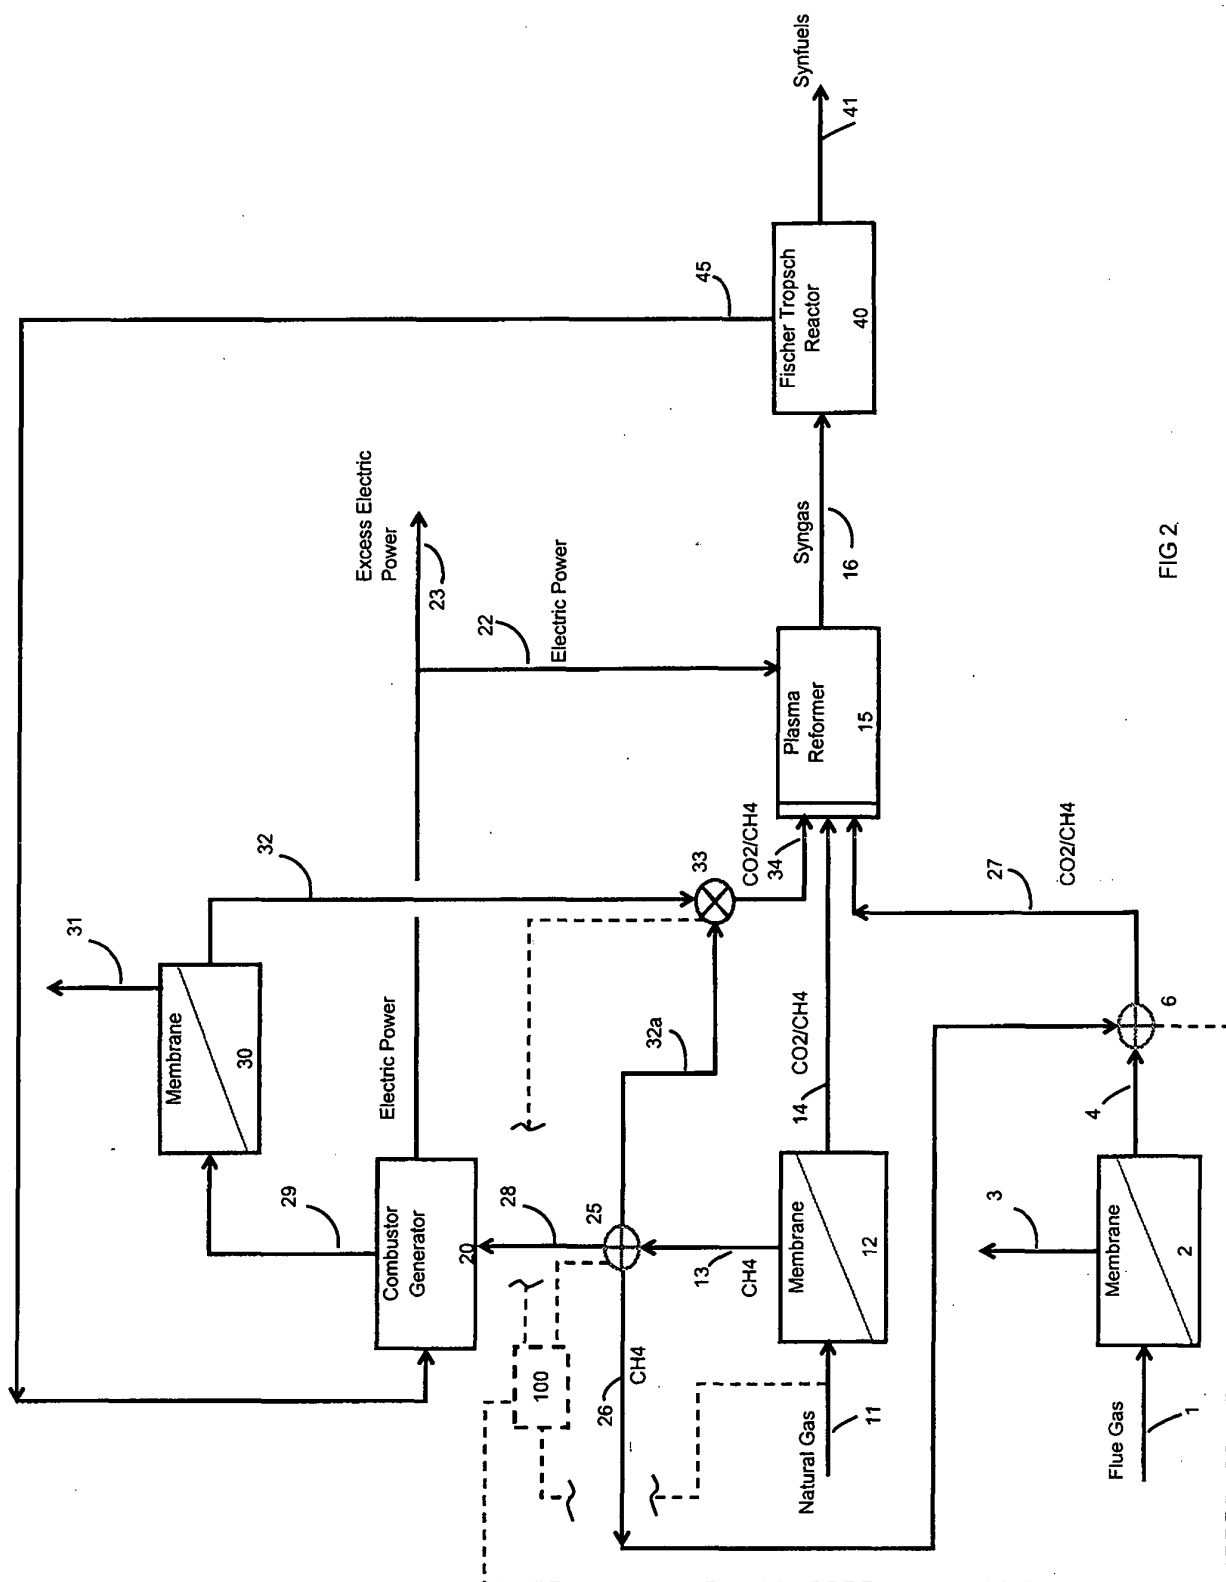 Synfuels
41
45
Fischer Tropsch
Reactor
40
Excess Electric
Power
23
22
Electric Power
Syngas
16
FIG 2
Plasma
Reformer
15
32
33
CO2/CH4
34
27
CO2/CH4
31
Membrane
30
Electric Power
32a
CO2/CH4
14
6
4
29
Combustor
Generator
20
28
25
13
CH4
Membrane
12
3
Membrane
2
100
26
CH4
Natural Gas
11
Flue Gas
1